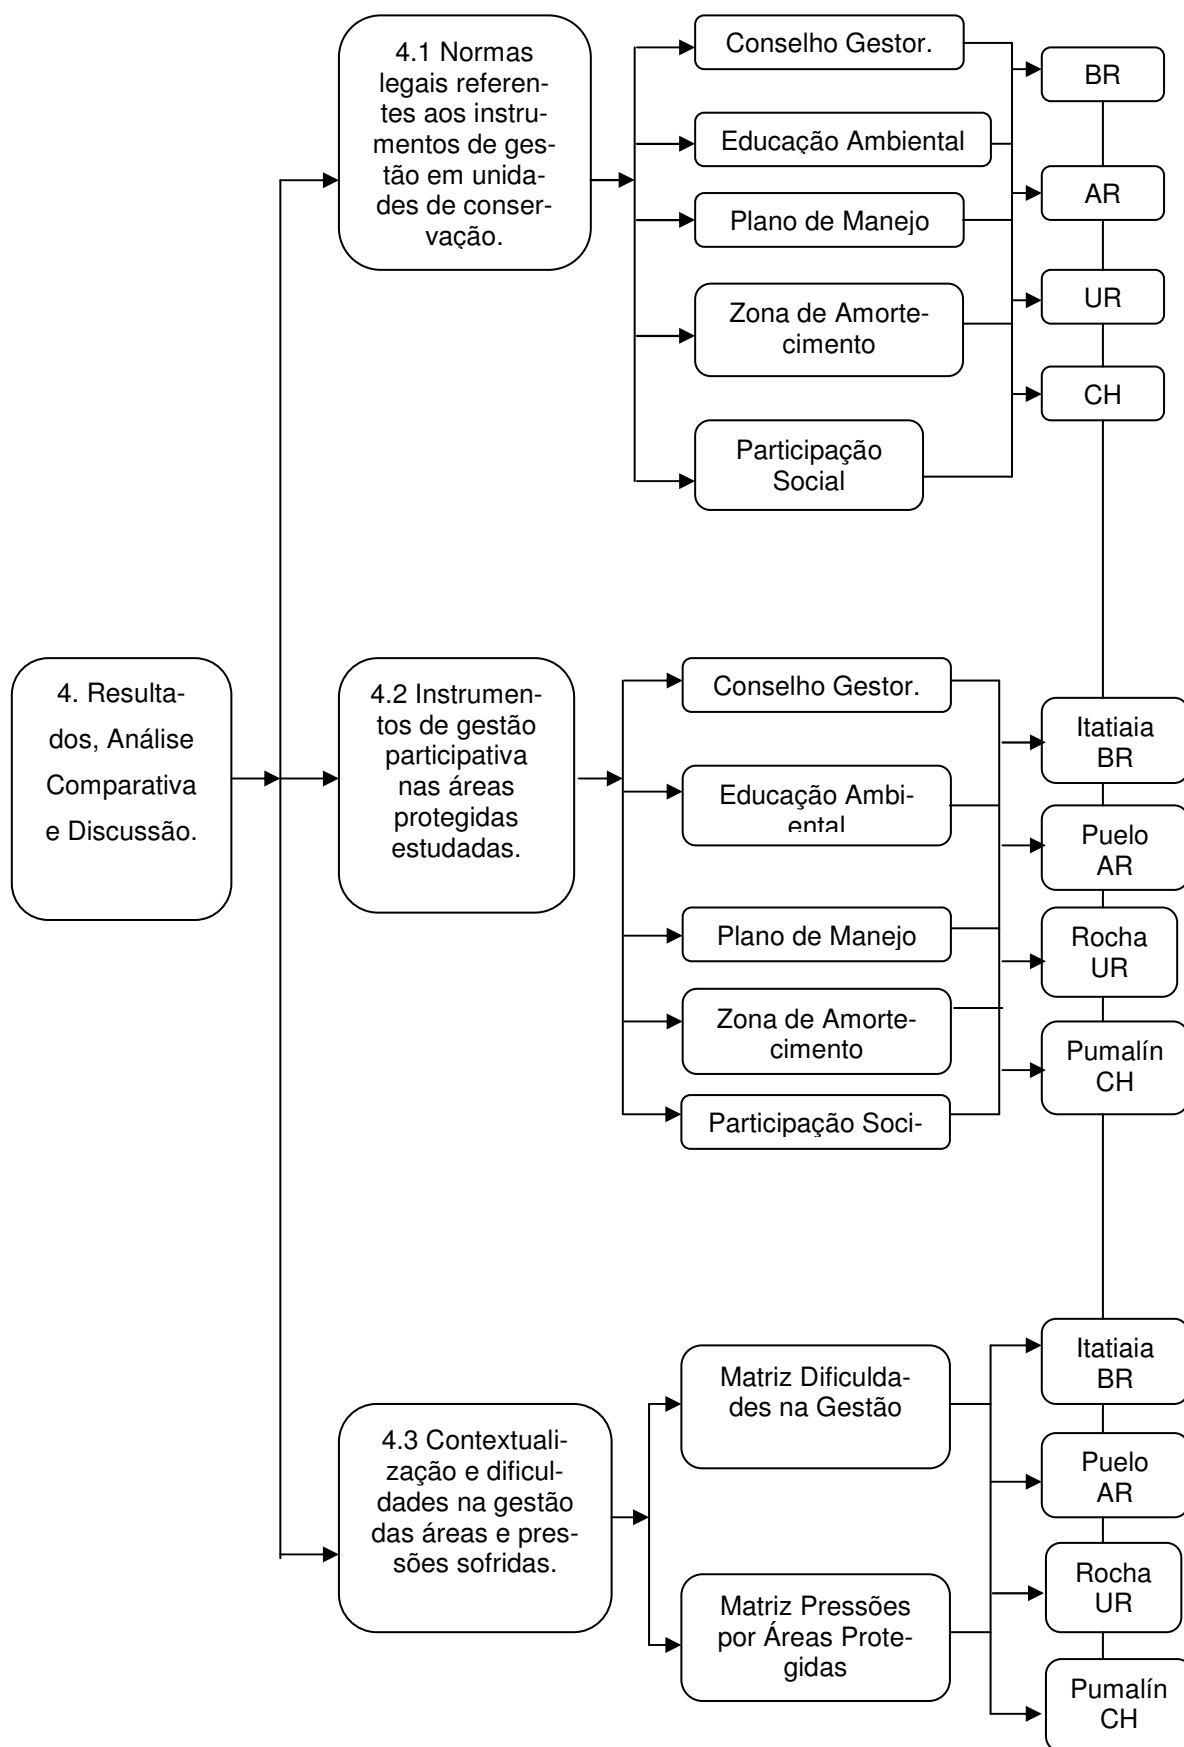 4.1 Normas
legais referen-
tes aos instru-
mentos de ges-
tão em unida-
des de conser-
vação.
Conselho Gestor.
Educação Ambiental
Plano de Manejo
Zona de Amorte-
cimento
Participação
Social
BR
AR
UR
CH
4. Resulta-
dos, Análise
Comparativa
e Discussão.
4.2 Instrumen-
tos de gestão
participativa
nas áreas
protegidas
estudadas.
Conselho Gestor.
Educação Ambi-
ental
Plano de Manejo
Zona de Amorte-
cimento
Participação Soci-
Itatiaia
BR
Puelo
AR
Rocha
UR
Pumalín
CH
4.3 Contextuali-
zação e dificul-
dades na gestão
das áreas e pres-
sões sofridas.
Matriz Dificulda-
des na Gestão
Matriz Pressões
por Áreas Prote-
gidas
Itatiaia
BR
Puelo
AR
Rocha
UR
Pumalín
CH